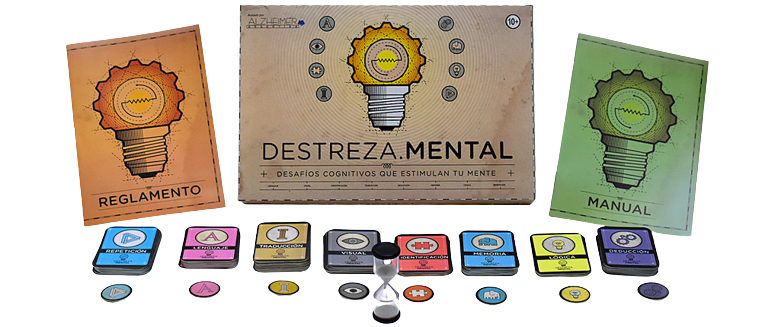 ALZHEIMER
10+
DESTREZA.MENTAL
DESAFÍOS COGNITIVOS QUE ESTIMULAN TU MENTE
REGLAMENTO
MANUAL
REPETICIÓN
LENGUAJE
TRADUCCIÓN
VISUAL
IDENTIFICACIÓN
MEMORIA
LÓGICA
DEDUCCIÓN